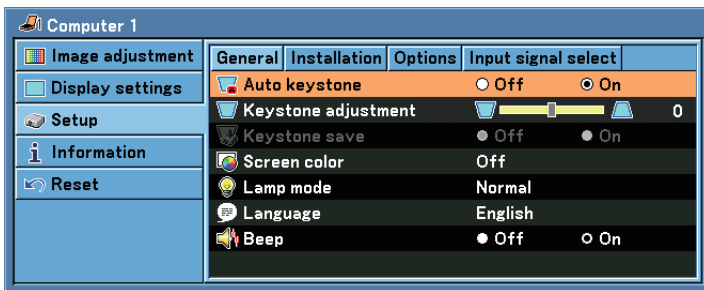 Computer 1
Image adjustment
Display settings
Setup
Information
Reset
General Installation Options Input signal select
Auto keystone Off On
Keystone adjustment 0
Keystone save Off On
Screen color Off
Lamp mode Normal
Language English
Beep Off On